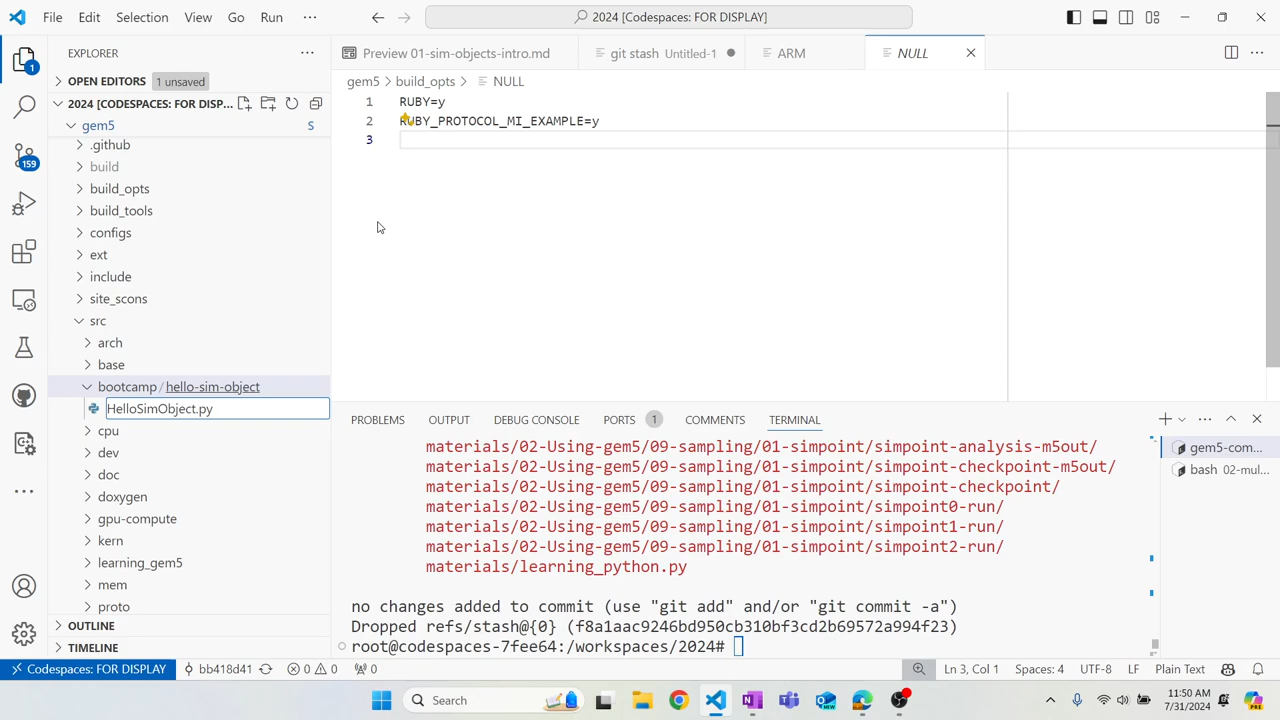 File Edit Selection View Go Run ··· 2024 [Codespaces: FOR DISPLAY]
EXPLORER
Preview 01-sim-objects-intro.md
git stash Untitled-1
ARM
NULL
OPEN EDITORS 1 unsaved
gem5 > build_opts > NULL
2024 [CODESPACES: FOR DISP...
gem5 S
.github
build
build_opts
build_tools
configs
ext
include
site_scons
src
arch
base
bootcamp / hello-sim-object
HelloSimObject.py
cpu
dev
doc
doxygen
gpu-compute
kern
learning_gem5
mem
proto
OUTLINE
TIMELINE
1
159
1 RUBY=y
2 RUBY_PROTOCOL_MI_EXAMPLE=y
3
PROBLEMS OUTPUT DEBUG CONSOLE PORTS 1 COMMENTS TERMINAL
materials/02-Using-gem5/09-sampling/01-simpoint/simpoint-analysis-m5out/
materials/02-Using-gem5/09-sampling/01-simpoint/simpoint-checkpoint-m5out/
materials/02-Using-gem5/09-sampling/01-simpoint/simpoint-checkpoint/
materials/02-Using-gem5/09-sampling/01-simpoint/simpoint0-run/
materials/02-Using-gem5/09-sampling/01-simpoint/simpoint1-run/
materials/02-Using-gem5/09-sampling/01-simpoint/simpoint2-run/
materials/learning_python.py
no changes added to commit (use "git add" and/or "git commit -a")
Dropped refs/stash@{0} (f8a1aac9246bd950cb310bf3cd2b69572a994f23)
root@codespaces-7fee64:/workspaces/2024#
gem5-com...
bash 02-mul...
Codespaces: FOR DISPLAY bb418d41 0 0 0 Ln 3, Col 1 Spaces: 4 UTF-8 LF Plain Text
Search
11:50 AM
7/31/2024